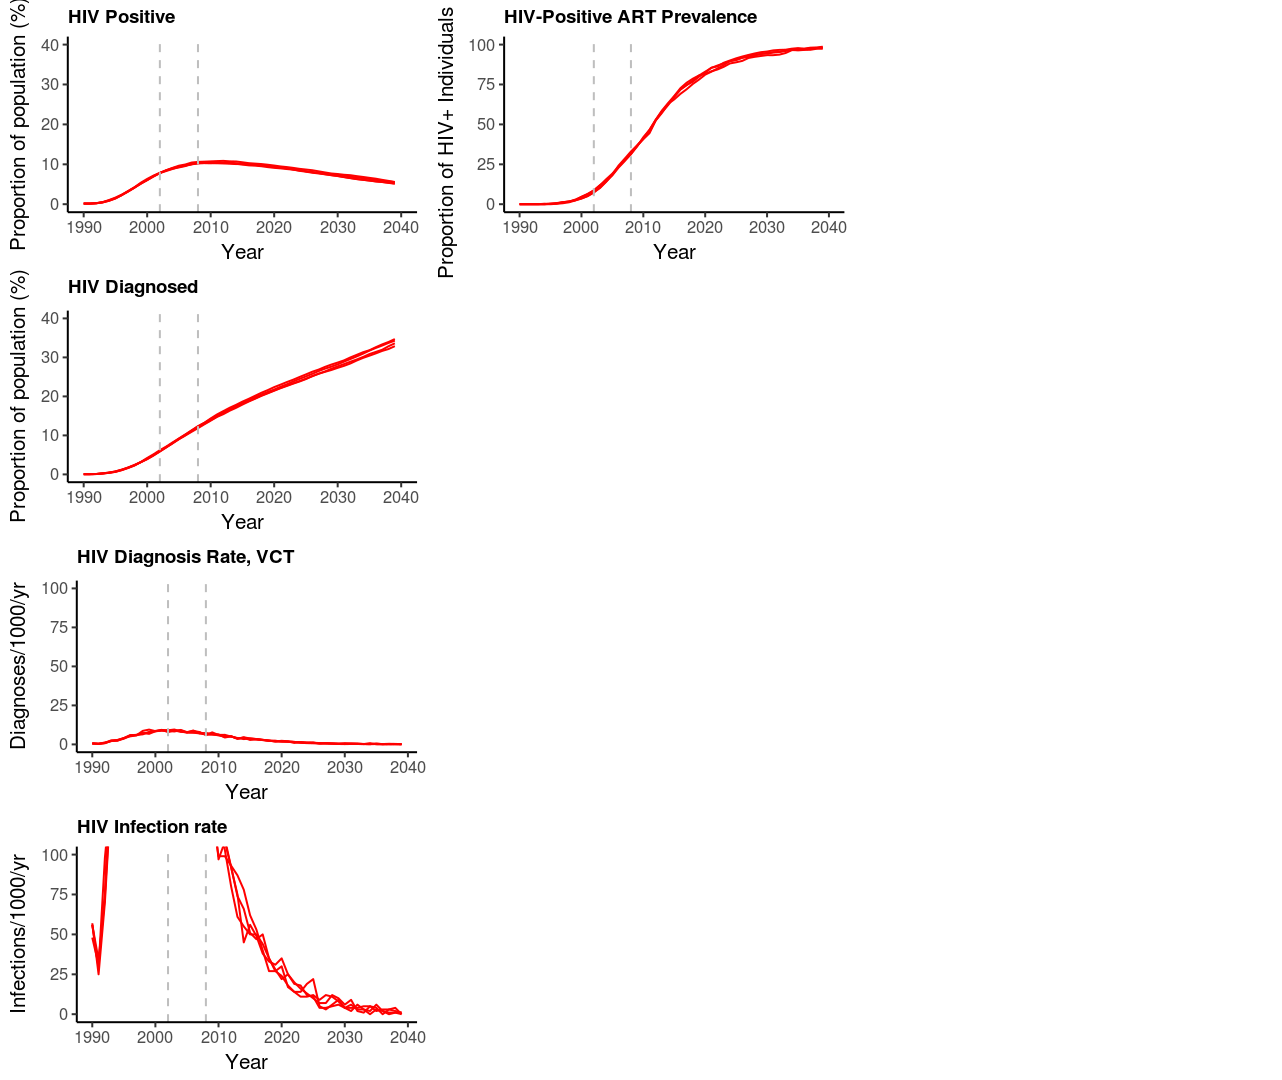 HIV Positive
Proportion of population (%)
40
30
20
10
0
1990 2000 2010 2020 2030 2040
Year
HIV-Positive ART Prevalence
Proportion of HIV+ Individuals
100
75
50
25
0
1990 2000 2010 2020 2030 2040
Year
HIV Diagnosed
Proportion of population (%)
40
30
20
10
0
1990 2000 2010 2020 2030 2040
Year
HIV Diagnosis Rate, VCT
Diagnoses/1000/yr
100
75
50
25
0
1990 2000 2010 2020 2030 2040
Year
HIV Infection rate
Infections/1000/yr
100
75
50
25
0
1990 2000 2010 2020 2030 2040
Year